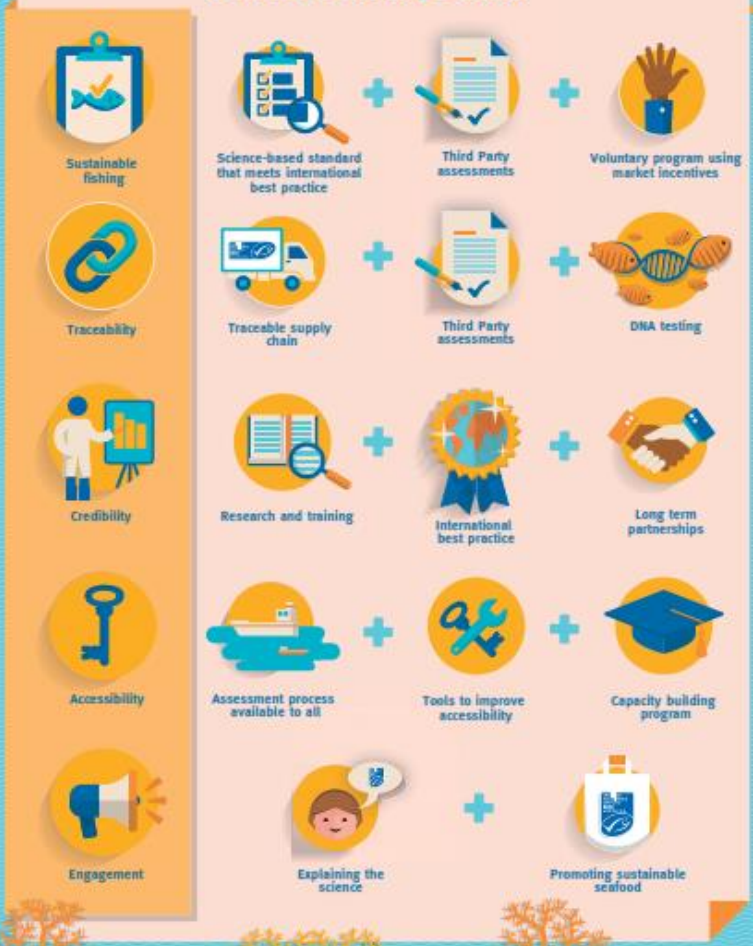 Sustainable
fishing
Science-based standard
that meets international
best practice
Third Party
assessments
Voluntary program using
market incentives
Traceability
Traceable supply
chain
Third Party
assessments
DNA testing
Credibility
Research and training
International
best practice
Long term
partnerships
Accessibility
Assessment process
available to all
Tools to improve
accessibility
Capacity building
program
Engagement
Explaining the
science
Promoting sustainable
seafood